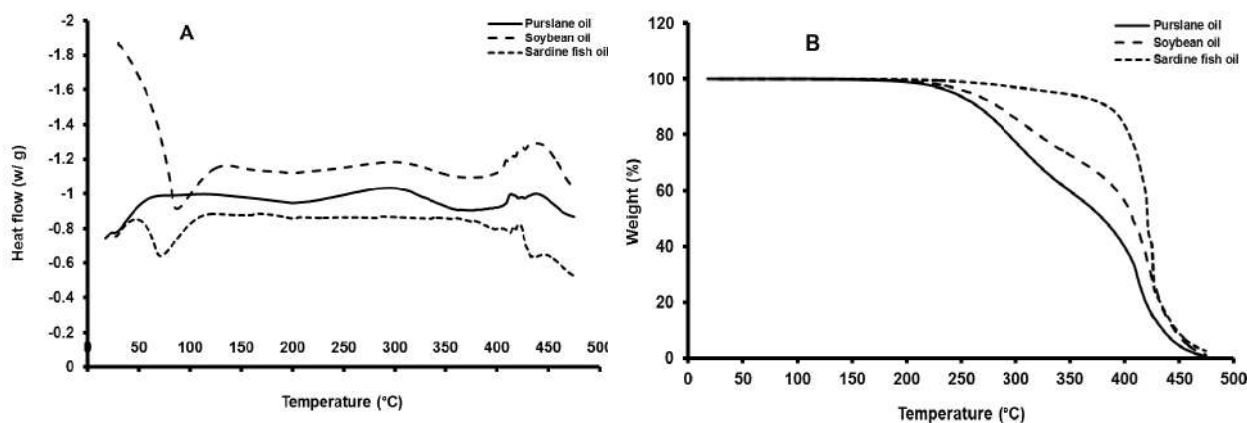 A
Purslane oil
Soybean oil
Sardine fish oil
-2
-1.8
-1.6
-1.4
-1.2
-1
-0.8
-0.6
-0.4
-0.2
0
0 50 100 150 200 250 300 350 400 450 500
Heat flow (w/ g)
Temperature (°C)
B
Purslane oil
Soybean oil
Sardine fish oil
120
100
80
60
40
20
0
0 50 100 150 200 250 300 350 400 450 500
Weight (%)
Temperature (°C)